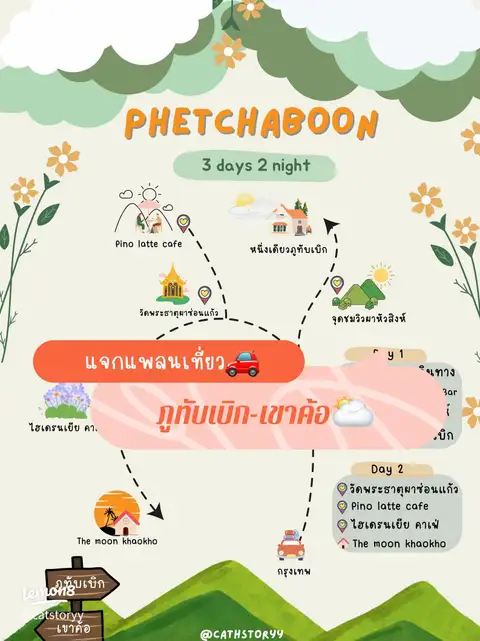 PHETCHABOON
3 days 2 night
Pino latte cafe
หนึ่งเดียวภูทับเบิก
วัดพระธาตุผาซ่อนแก้ว
จุดชมวิวผาหัวสิงห์
แจกแพลนเที่ยว
ภูทับเบิก-เขาค้อ
Day 1
Bar
ไฮเดรนเยีย
Day 2
วัดพระธาตุผาซ่อนแก้ว
Pino latte cafe
ไฮเดรนเยีย คาเฟ่
The moon khaokho
The moon khaokho
กรุงเทพ
ภูทับเบิก
เขาค้อ
lemon8
@catstoryy
@CATHSTORYY